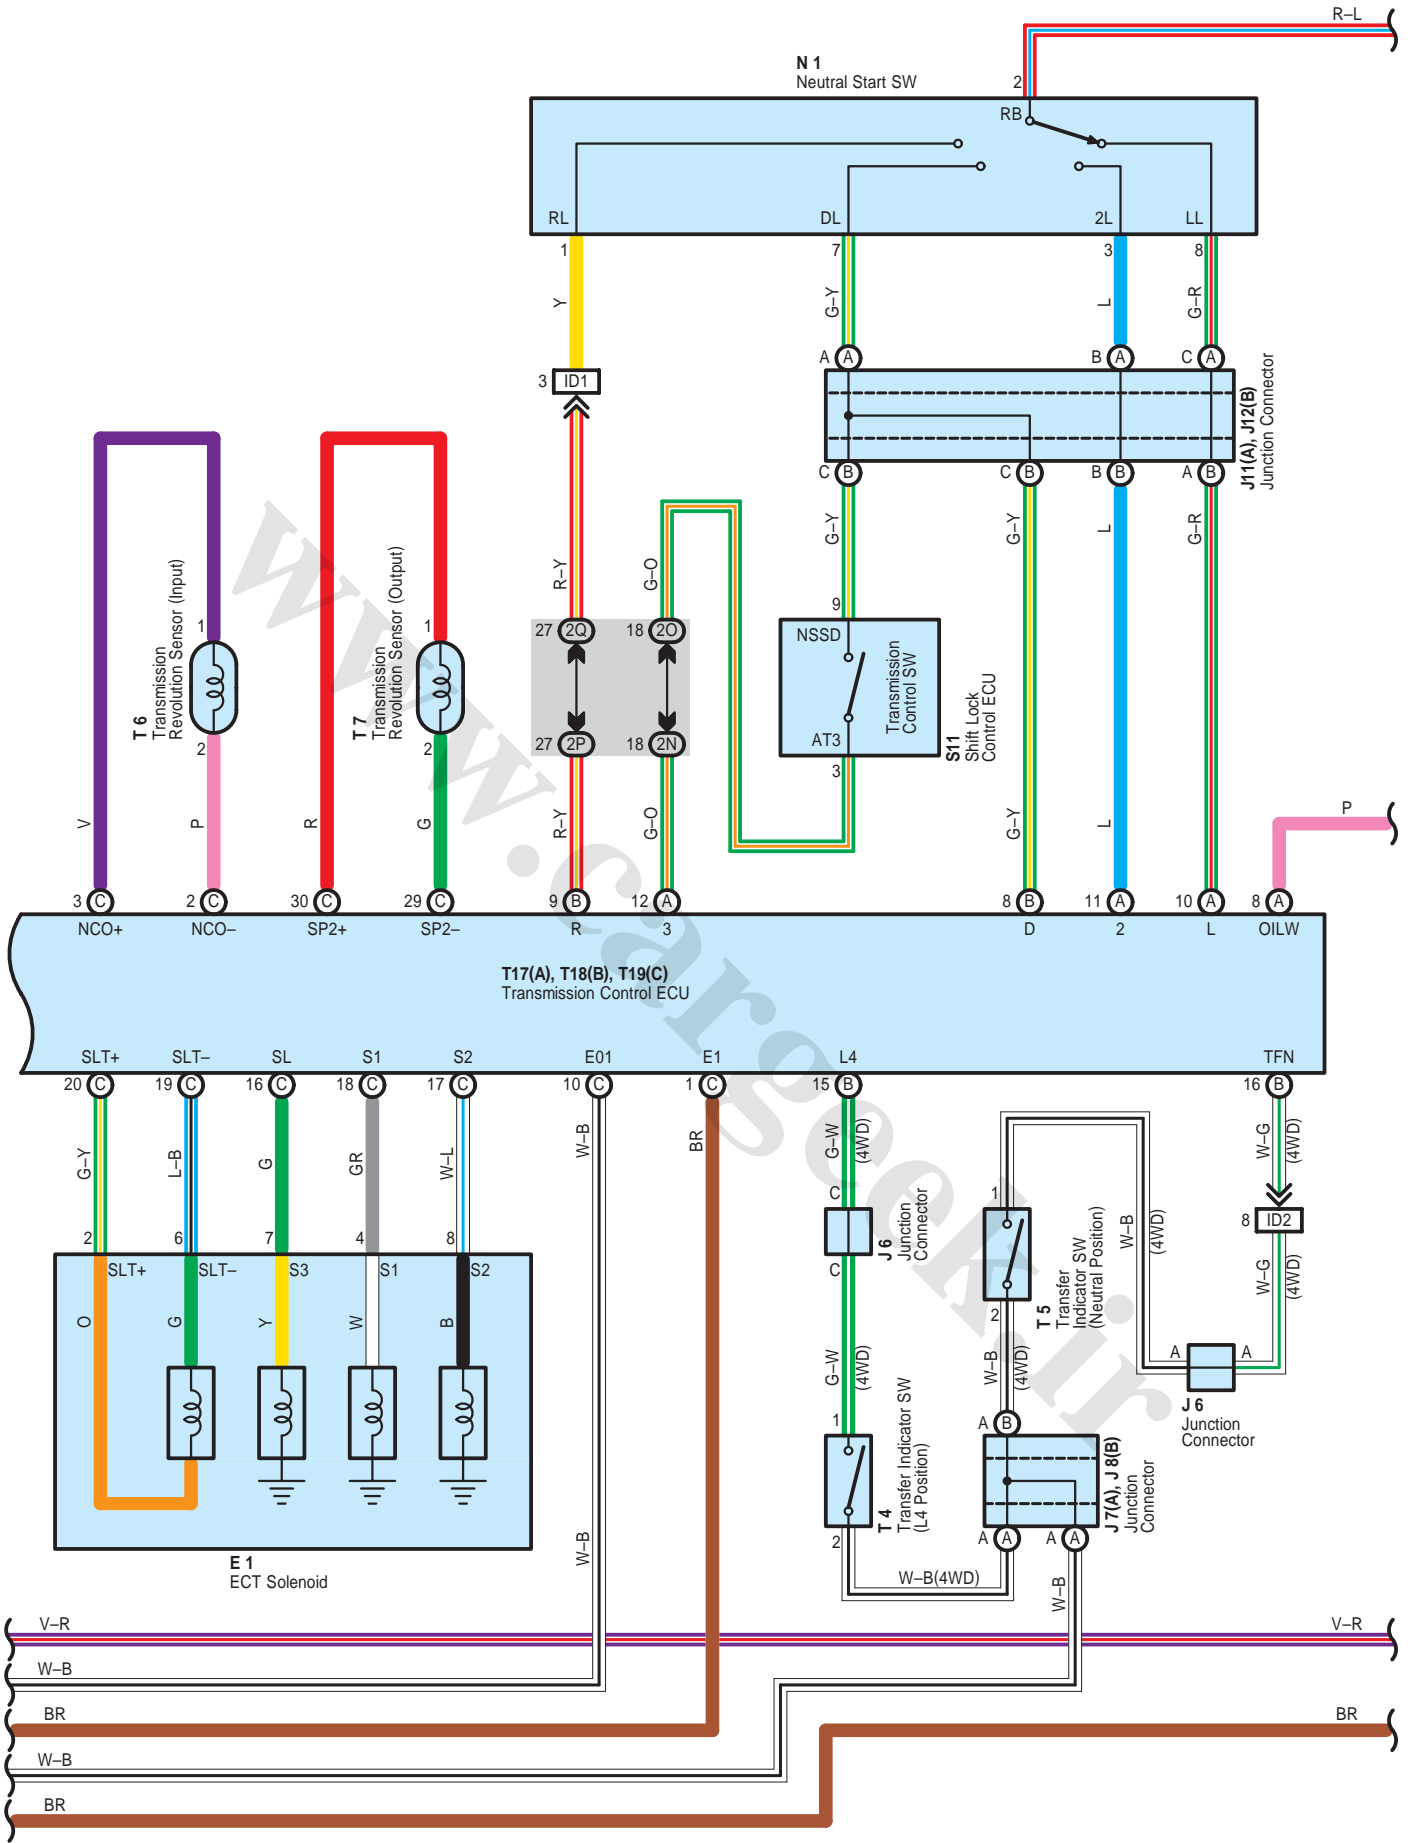 R–L
N 1
Neutral Start SW
2
RB
RL DL 2L LL
1 7 3 8
Y G–Y L G–R
A A B A C A
3 ID1
J11(A), J12(B)
Junction Connector
C B C B B B A B
R–Y G–O G–Y G–Y L G–R
T 6
Transmission
Revolution Sensor (Input)
1
2
T 7
Transmission
Revolution Sensor (Output)
1
2
27 2Q 18 2O
27 2P 18 2N
9
NSSD
Transmission
Control SW
AT3
3
S11
Shift Lock
Control ECU
V P R G R–Y G–O G–Y L P
3 C 2 C 30 C 29 C 9 B 12 A 8 B 11 A 10 A 8 A
NCO+ NCO– SP2+ SP2– R 3 D 2 L OILW
T17(A), T18(B), T19(C)
Transmission Control ECU
SLT+ SLT– SL S1 S2 E01 E1 L4 TFN
20 C 19 C 16 C 18 C 17 C 10 C 1 C 15 B 16 B
G–Y L–B G GR W–L W–B BR G–W (4WD) W–G (4WD)
C
J 6
Junction
Connector
C
1
T 5
Transfer
Indicator SW
(Neutral Position)
2
W–B (4WD)
8 ID2
W–G (4WD)
2 6 7 4 8
SLT+ SLT– S3 S1 S2
O G Y W B
G–W (4WD)
W–B (4WD)
A A
J 6
Junction
Connector
1
T 4
Transfer Indicator SW
(L4 Position)
2
A B
J 7(A), J 8(B)
Junction
Connector
A A A A
E 1
ECT Solenoid
W–B
W–B(4WD)
W–B
V–R V–R
W–B
BR BR
W–B
BR
www.cargeek.ir